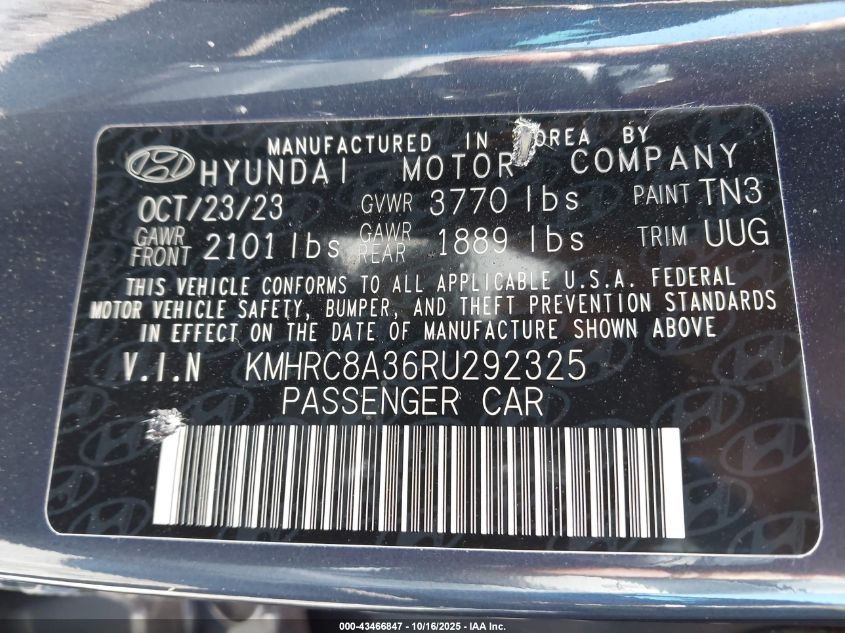 MANUFACTURED IN KOREA BY
HYUNDAI MOTOR COMPANY
OCT/23/23 GVWR 3770 lbs PAINT TN3
GAWR FRONT 2101 lbs GAWR REAR 1889 lbs TRIM UUG
THIS VEHICLE CONFORMS TO ALL APPLICABLE U.S.A. FEDERAL
MOTOR VEHICLE SAFETY, BUMPER, AND THEFT PREVENTION STANDARDS
IN EFFECT ON THE DATE OF MANUFACTURE SHOWN ABOVE
V.I.N KMHRC8A36RU292325
PASSENGER CAR
000-43466847 - 10/16/2025 - IAA Inc.